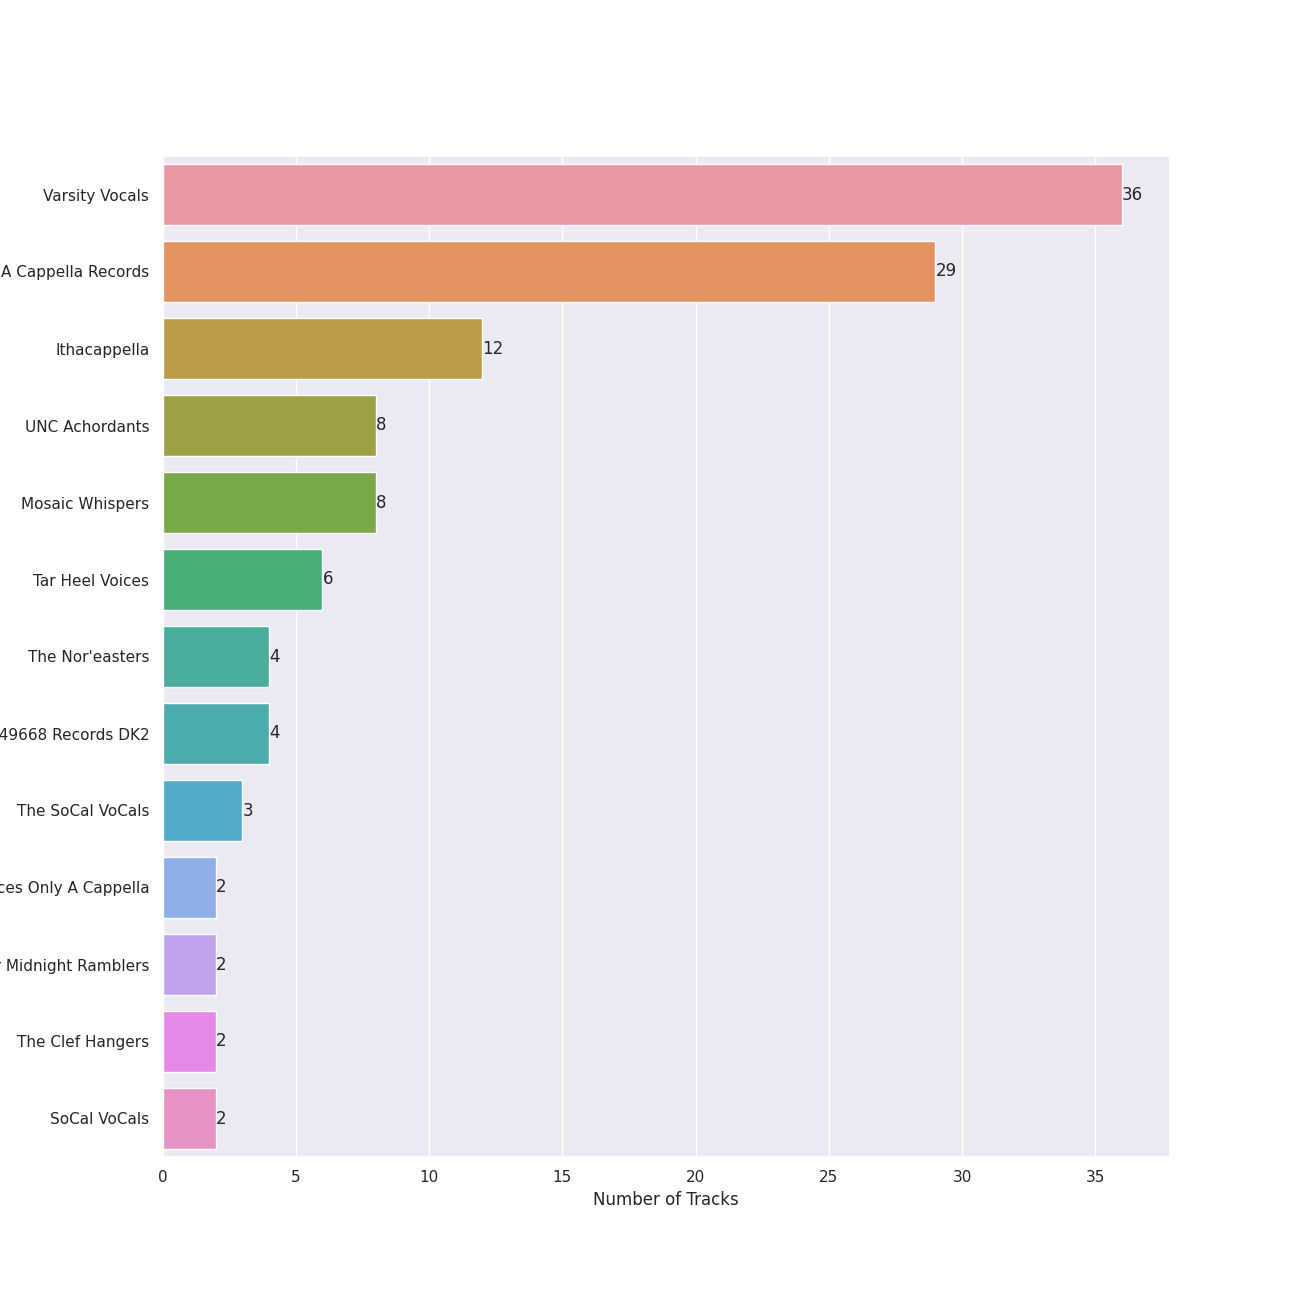 Varsity Vocals
36
A Cappella Records
29
Ithacappella
12
UNC Achordants
8
Mosaic Whispers
8
Tar Heel Voices
6
The Nor'easters
4
49668 Records DK2
4
The SoCal VoCals
3
Only A Cappella
2
Midnight Ramblers
2
The Clef Hangers
2
SoCal VoCals
2
0 5 10 15 20 25 30 35
Number of Tracks